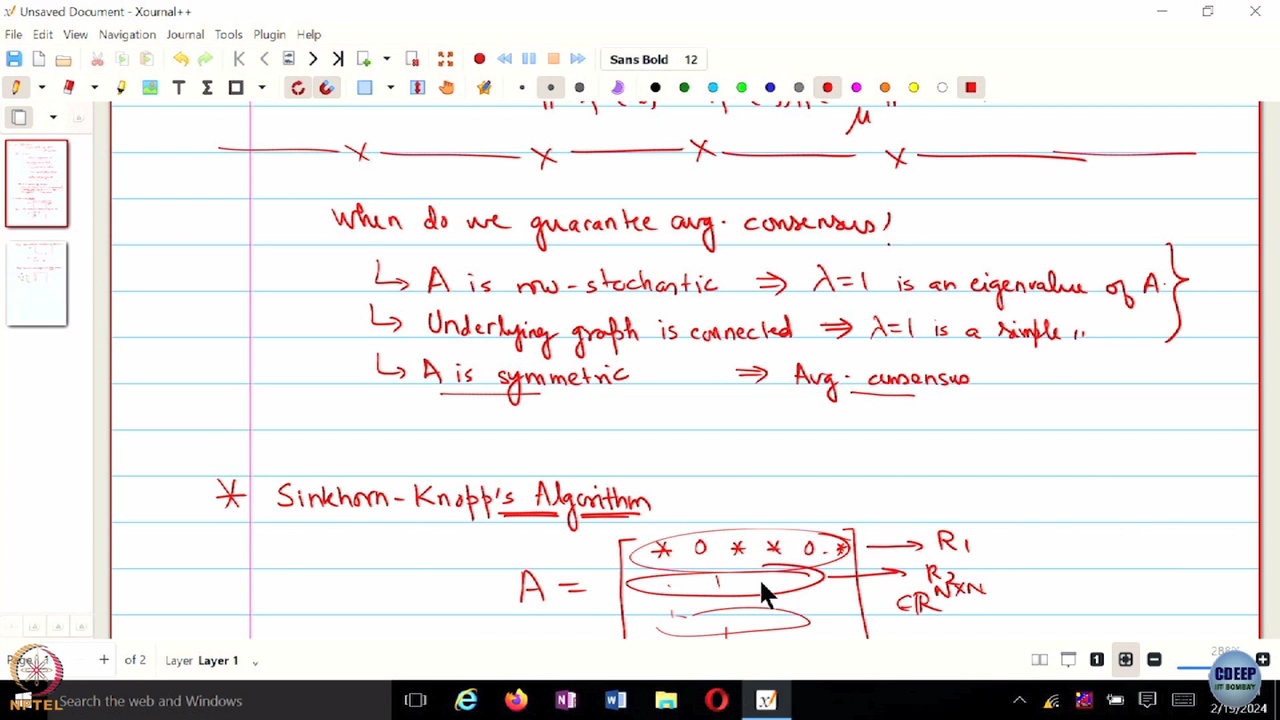 Unsaved Document - Xournal++
File Edit View Navigation Journal Tools Plugin Help
Sans Bold 12
μ
When do we guarantee avg. consensus?
A is row-stochastic ⇒ λ=1 is an eigenvalue of A.
Underlying graph is connected ⇒ λ=1 is a simple "
A is symmetric ⇒ Avg. consensus
* Sinkhorn-Knopp's Algorithm
* 0 * * 0 . * → R1
A = → R2
∈ℝ^{N×N}
Page 1 of 2 Layer Layer 1
288%
NPTEL
CDEEP
IIT BOMBAY
Search the web and Windows
2/19/2024